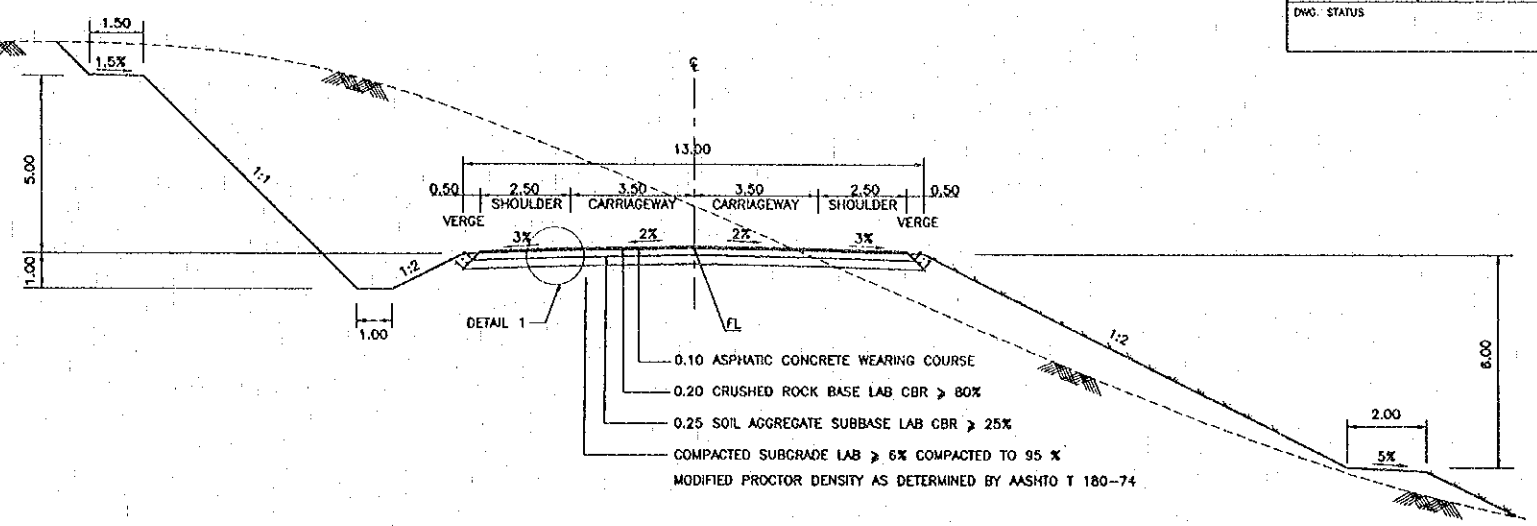 DWG. STATUS
1.50
1.5%
5.00
1:1
1.00
1:2
1.00
℄
13.00
0.50 2.50 3.50 3.50 2.50 0.50
VERGE SHOULDER CARRIAGEWAY CARRIAGEWAY SHOULDER VERGE
3% 2% 2% 3%
DETAIL 1
FL
1:2
6.00
2.00
5%
0.10 ASPHATIC CONCRETE WEARING COURSE
0.20 CRUSHED ROCK BASE LAB CBR ⩾ 80%
0.25 SOIL AGGREGATE SUBBASE LAB CBR ⩾ 25%
COMPACTED SUBGRADE LAB ⩾ 6% COMPACTED TO 95 %
MODIFIED PROCTOR DENSITY AS DETERMINED BY AASHTO T 180-74